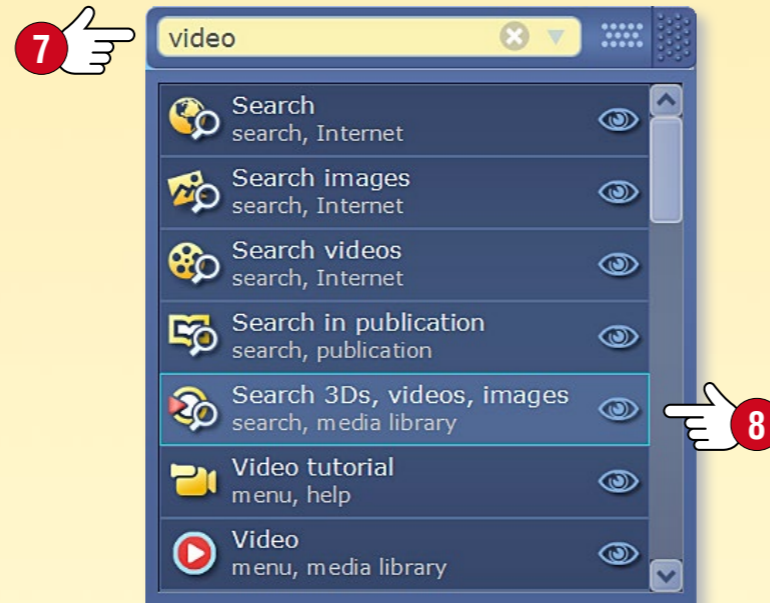 7
video
Search
search, Internet
Search images
search, Internet
Search videos
search, Internet
Search in publication
search, publication
Search 3Ds, videos, images
search, media library
8
Video tutorial
menu, help
Video
menu, media library